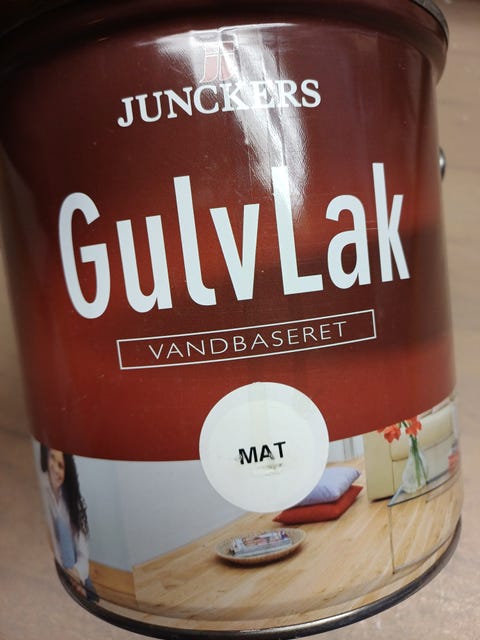 JUNCKERS
GulvLak
VANDBASERET
MAT